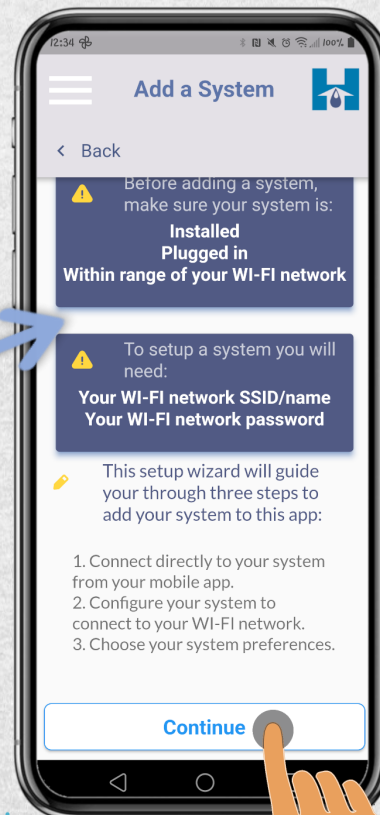 12:34
100%
Add a System
H
< Back
Before adding a system,
make sure your system is:
Installed
Plugged in
Within range of your WI-FI network
To setup a system you will
need:
Your WI-FI network SSID/name
Your WI-FI network password
This setup wizard will guide
your through three steps to
add your system to this app:
1. Connect directly to your system
from your mobile app.
2. Configure your system to
connect to your WI-FI network.
3. Choose your system preferences.
Continue